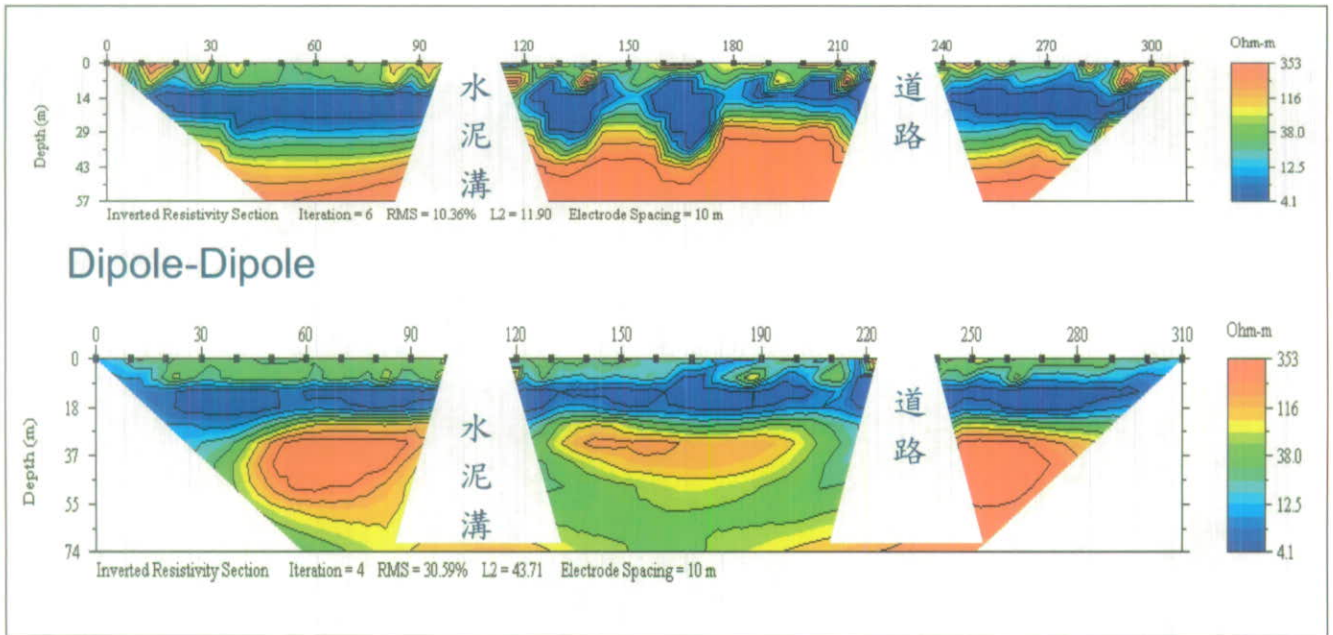 0 30 60 90 120 150 180 210 240 270 300
Ohm-m
0
14
29
43
57
Depth (m)
水泥溝
道路
353
116
38.0
12.5
4.1
Inverted Resistivity Section Iteration = 6 RMS = 10.36% L2 = 11.90 Electrode Spacing = 10 m
Dipole-Dipole
0 30 60 90 120 150 190 220 250 280 310
Ohm-m
0
18
37
55
74
Depth (m)
水泥溝
道路
353
116
38.0
12.5
4.1
Inverted Resistivity Section Iteration = 4 RMS = 30.59% L2 = 43.71 Electrode Spacing = 10 m